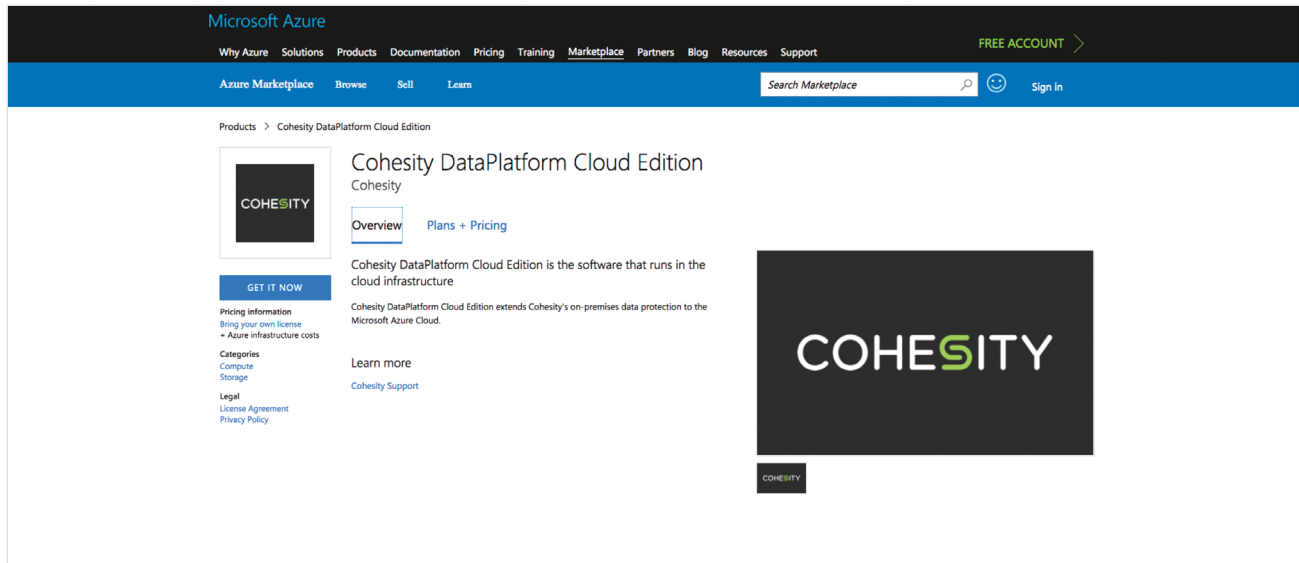 Microsoft Azure
Why Azure Solutions Products Documentation Pricing Training Marketplace Partners Blog Resources Support
FREE ACCOUNT
Azure Marketplace Browse Sell Learn
Search Marketplace
Sign in
Products > Cohesity DataPlatform Cloud Edition
COHESITY
Cohesity DataPlatform Cloud Edition
Cohesity
Overview Plans + Pricing
GET IT NOW
Pricing information
Bring your own license
+ Azure infrastructure costs
Categories
Compute
Storage
Legal
License Agreement
Privacy Policy
Cohesity DataPlatform Cloud Edition is the software that runs in the
cloud infrastructure
Cohesity DataPlatform Cloud Edition extends Cohesity's on-premises data protection to the
Microsoft Azure Cloud.
Learn more
Cohesity Support
COHESITY
COHESITY